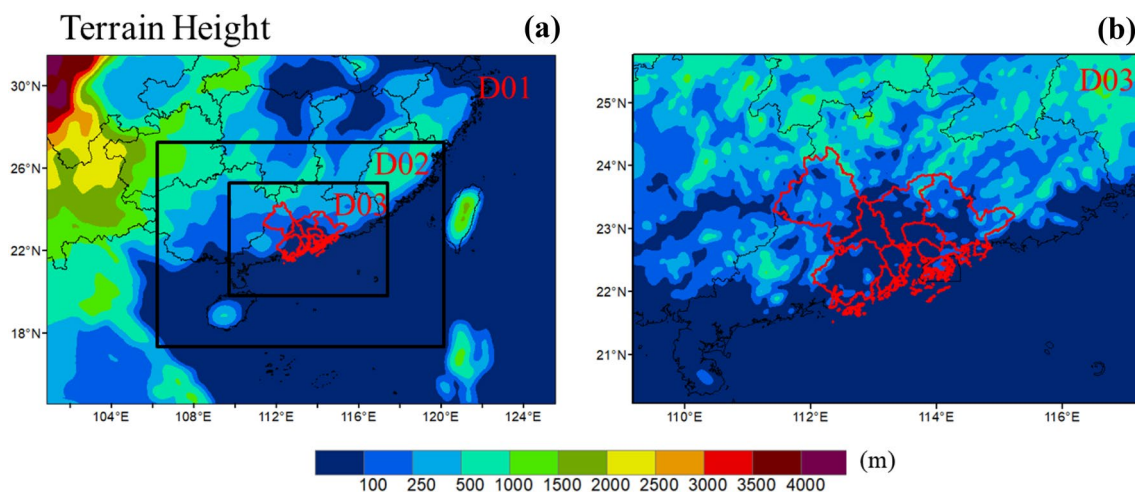 Terrain Height
(a)
(b)
D01
D02
D03
30°N
26°N
22°N
18°N
104°E 108°E 112°E 116°E 120°E 124°E
D03
25°N
24°N
23°N
22°N
21°N
110°E 112°E 114°E 116°E
100 250 500 1000 1500 2000 2500 3000 3500 4000 (m)